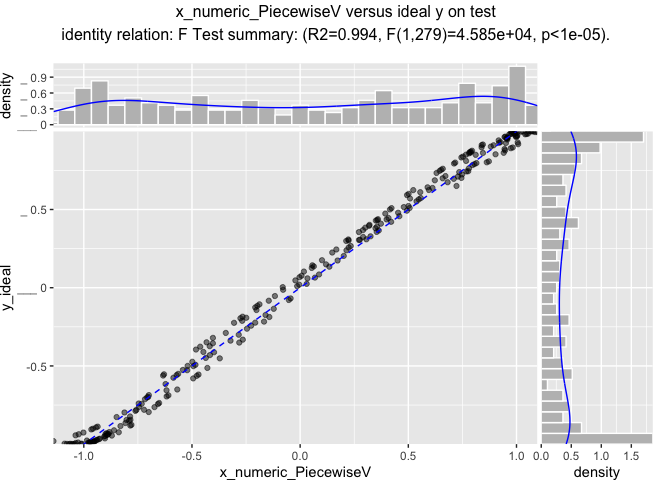 x_numeric_PiecewiseV versus ideal y on test
identity relation: F Test summary: (R2=0.994, F(1,279)=4.585e+04, p<1e-05).
density
0.9
0.6
0.3
0
y_ideal
0.5
0
-0.5
-1.0
-0.5
0.0
0.5
1.0
x_numeric_PiecewiseV
0.0
0.5
1.0
1.5
density